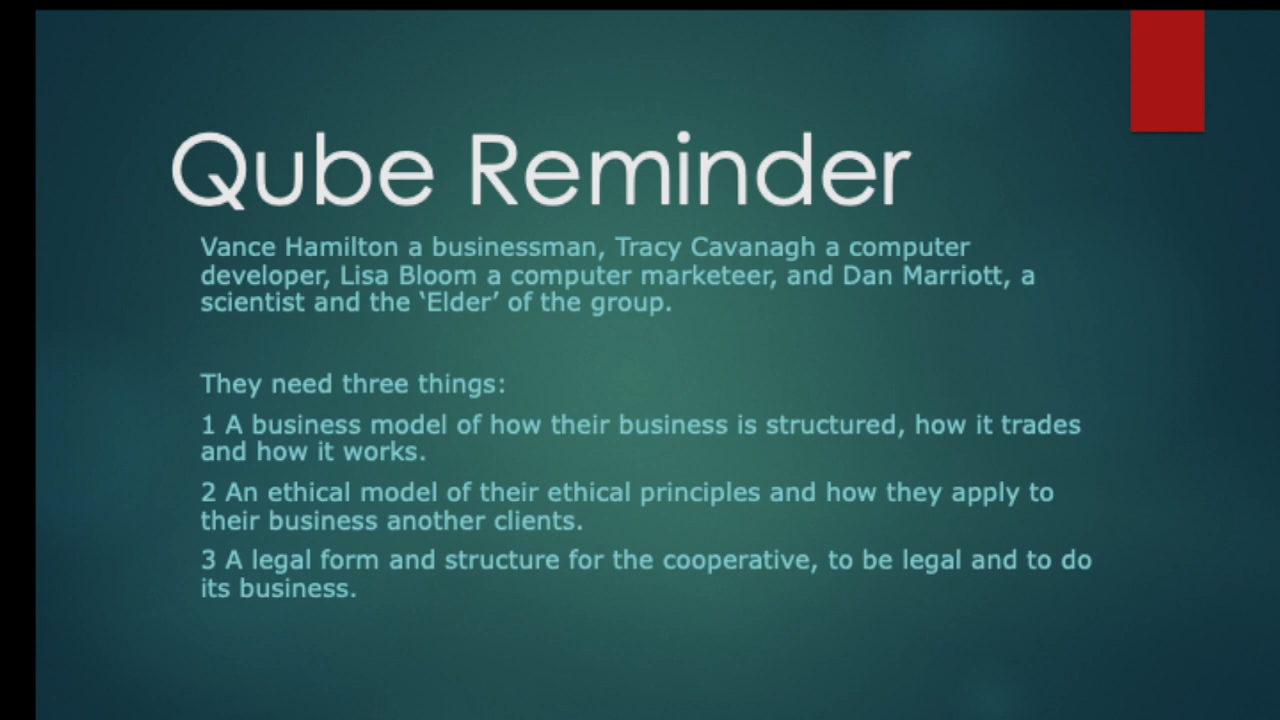 Qube Reminder
Vance Hamilton a businessman, Tracy Cavanagh a computer
developer, Lisa Bloom a computer marketeer, and Dan Marriott, a
scientist and the ‘Elder’ of the group.
They need three things:
1 A business model of how their business is structured, how it trades
and how it works.
2 An ethical model of their ethical principles and how they apply to
their business another clients.
3 A legal form and structure for the cooperative, to be legal and to do
its business.